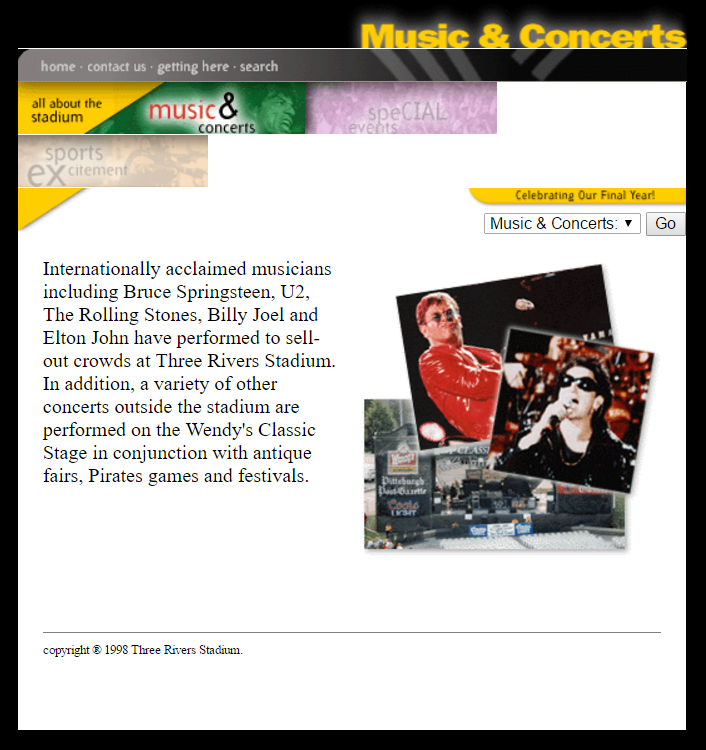 Music & Concerts
home · contact us · getting here · search
all about the
stadium
music&
concerts
speCIAL
events
sports
excitement
Celebrating Our Final Year!
Music & Concerts: ▼
Go
Internationally acclaimed musicians
including Bruce Springsteen, U2,
The Rolling Stones, Billy Joel and
Elton John have performed to sell-
out crowds at Three Rivers Stadium.
In addition, a variety of other
concerts outside the stadium are
performed on the Wendy's Classic
Stage in conjunction with antique
fairs, Pirates games and festivals.
YAMA
CLASSIC
Pittsburgh
Post-Gazette
Coors
LIGHT
copyright ® 1998 Three Rivers Stadium.